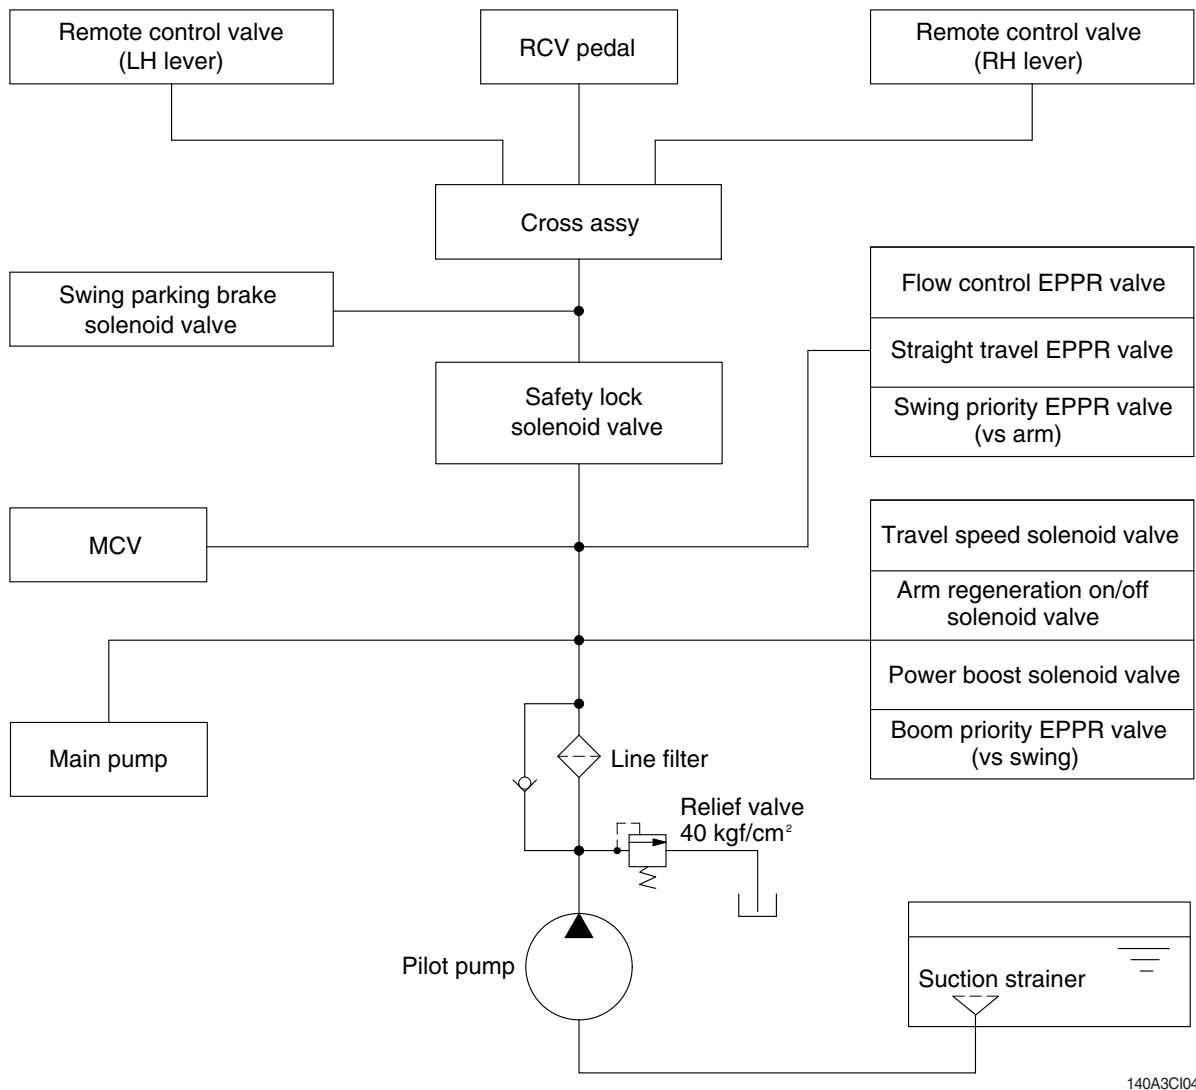 Remote control valve
(LH lever)
RCV pedal
Remote control valve
(RH lever)
Cross assy
Swing parking brake
solenoid valve
Flow control EPPR valve
Straight travel EPPR valve
Swing priority EPPR valve
(vs arm)
Safety lock
solenoid valve
MCV
Travel speed solenoid valve
Arm regeneration on/off
solenoid valve
Power boost solenoid valve
Boom priority EPPR valve
(vs swing)
Main pump
Line filter
Relief valve
40 kgf/cm²
Pilot pump
Suction strainer
140A3CI04